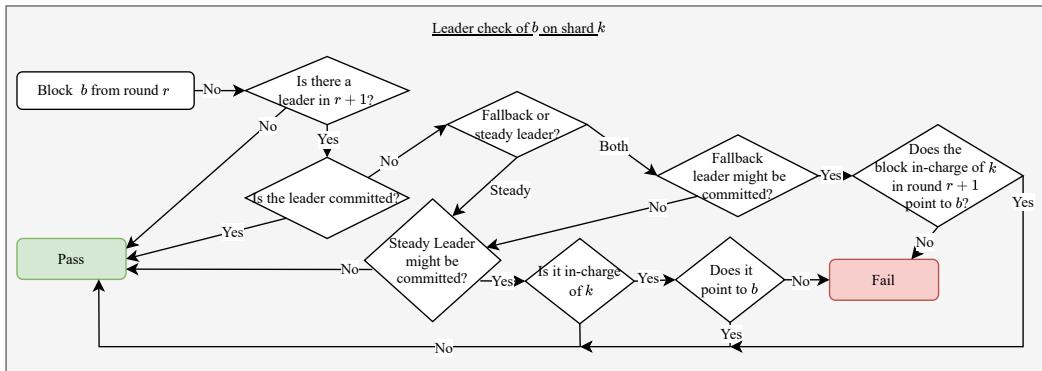 Leader check of b on shard k
Block b from round r
No
Is there a
leader in r + 1?
No
Yes
Is the leader committed?
No
Yes
Fallback or
steady leader?
Both
Steady
Fallback
leader might be
committed?
Yes
No
Does the
block in-charge of k
in round r + 1
point to b?
Yes
No
Pass
No
Steady Leader
might be
committed?
Yes
Is it in-charge
of k
Yes
Does it
point to b
No
Fail
Yes
No